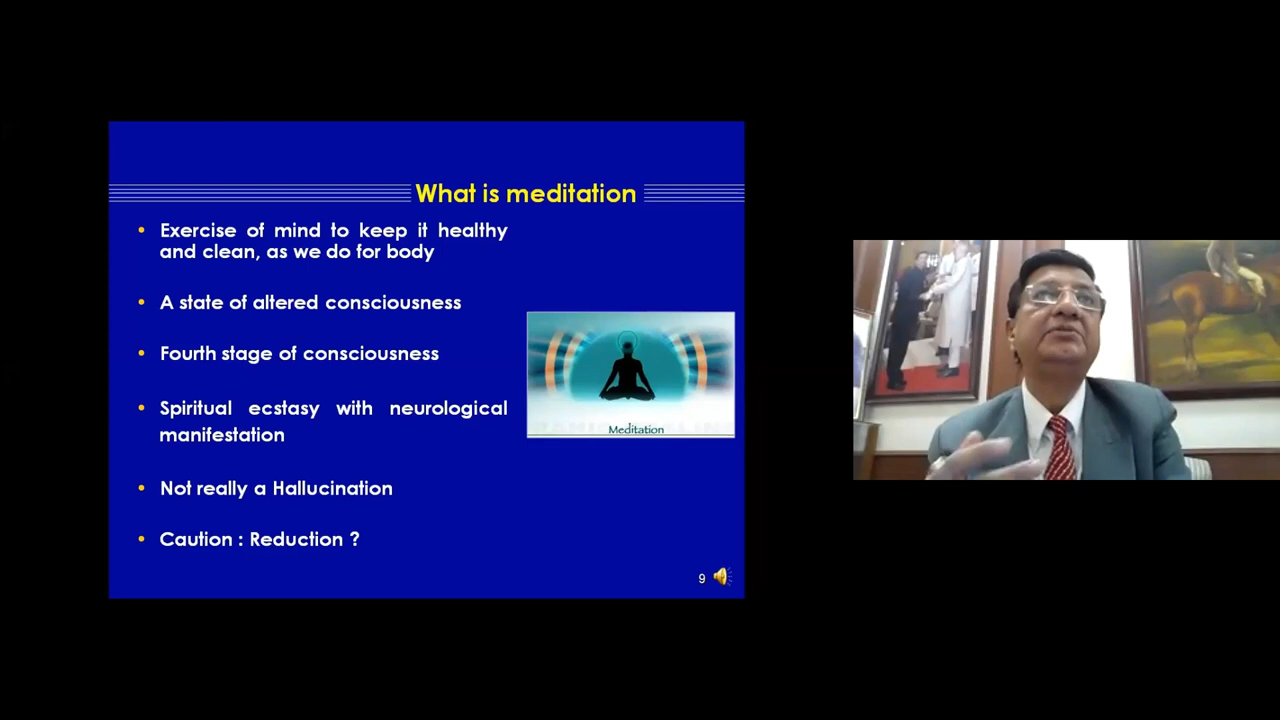 What is meditation
• Exercise of mind to keep it healthy
and clean, as we do for body
• A state of altered consciousness
• Fourth stage of consciousness
• Spiritual ecstasy with neurological
manifestation
• Not really a Hallucination
• Caution : Reduction ?
Meditation
9